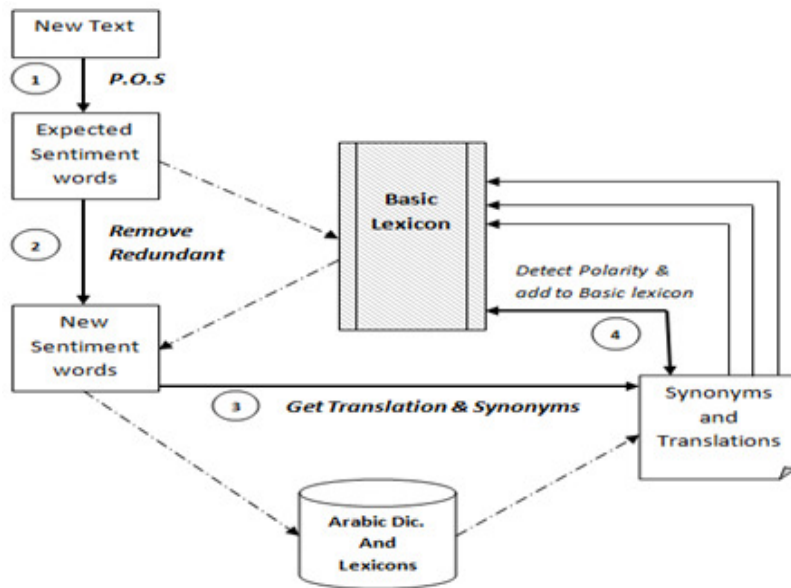 New Text
1
P.O.S
Expected
Sentiment
words
Basic
Lexicon
2
Remove
Redundant
Detect Polarity &
add to Basic lexicon
4
New
Sentiment
words
3
Get Translation & Synonyms
Synonyms
and
Translations
Arabic Dic.
And
Lexicons